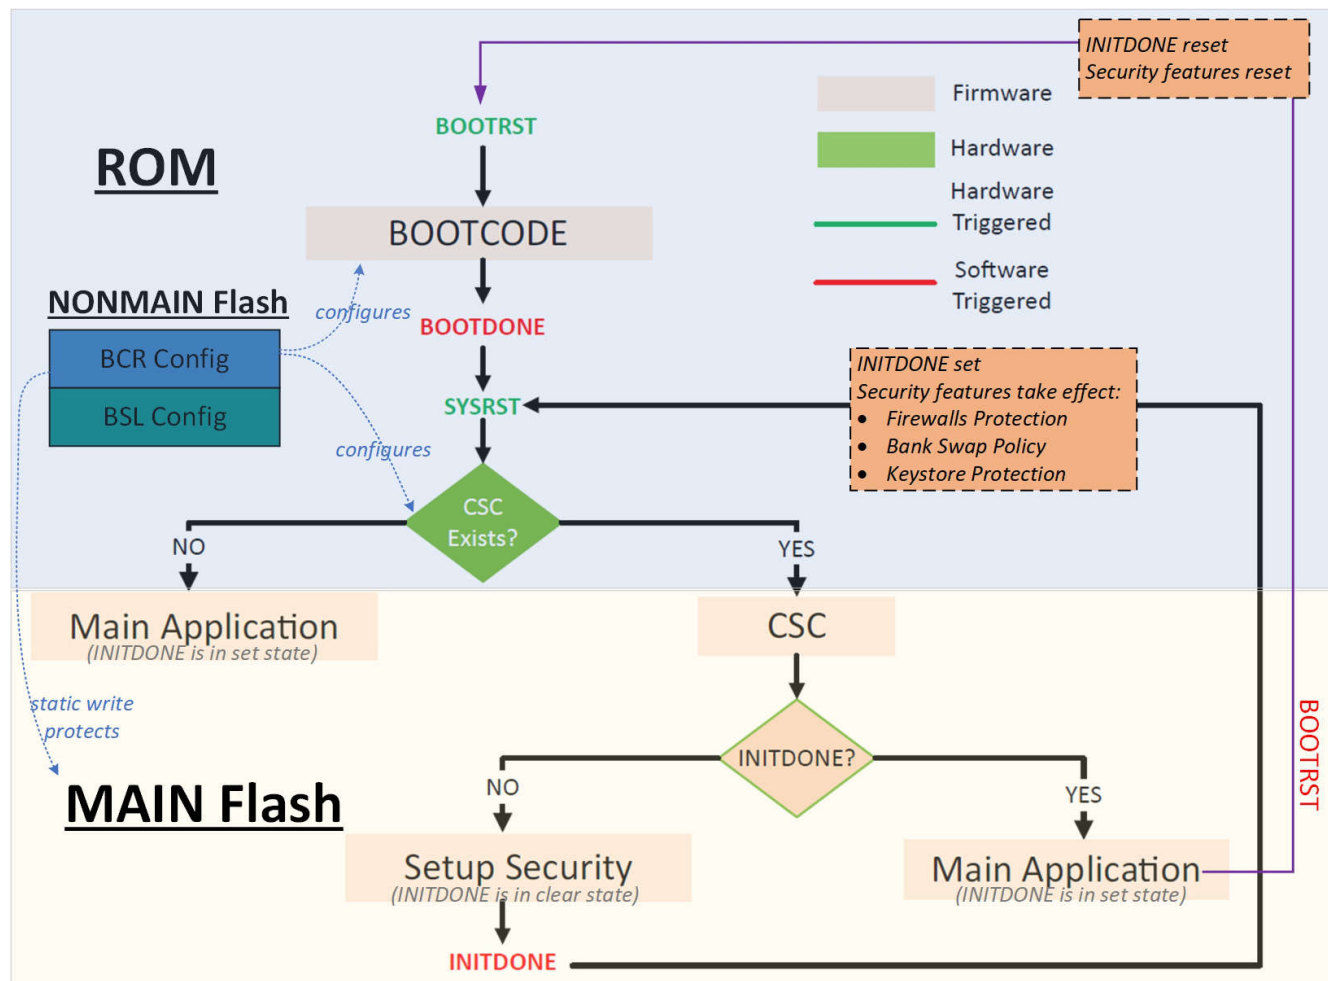 INITDONE reset
Security features reset
Firmware
BOOTRST
Hardware
ROM
Hardware
Triggered
BOOTCODE
Software
Triggered
NONMAIN Flash
configures
BOOTDONE
BCR Config
INITDONE set
Security features take effect:
• Firewalls Protection
• Bank Swap Policy
• Keystore Protection
SYSRST
BSL Config
configures
CSC
Exists?
NO
YES
Main Application
(INITDONE is in set state)
CSC
static write
protects
INITDONE?
BOOTRST
NO
YES
MAIN Flash
Setup Security
(INITDONE is in clear state)
Main Application
(INITDONE is in set state)
INITDONE